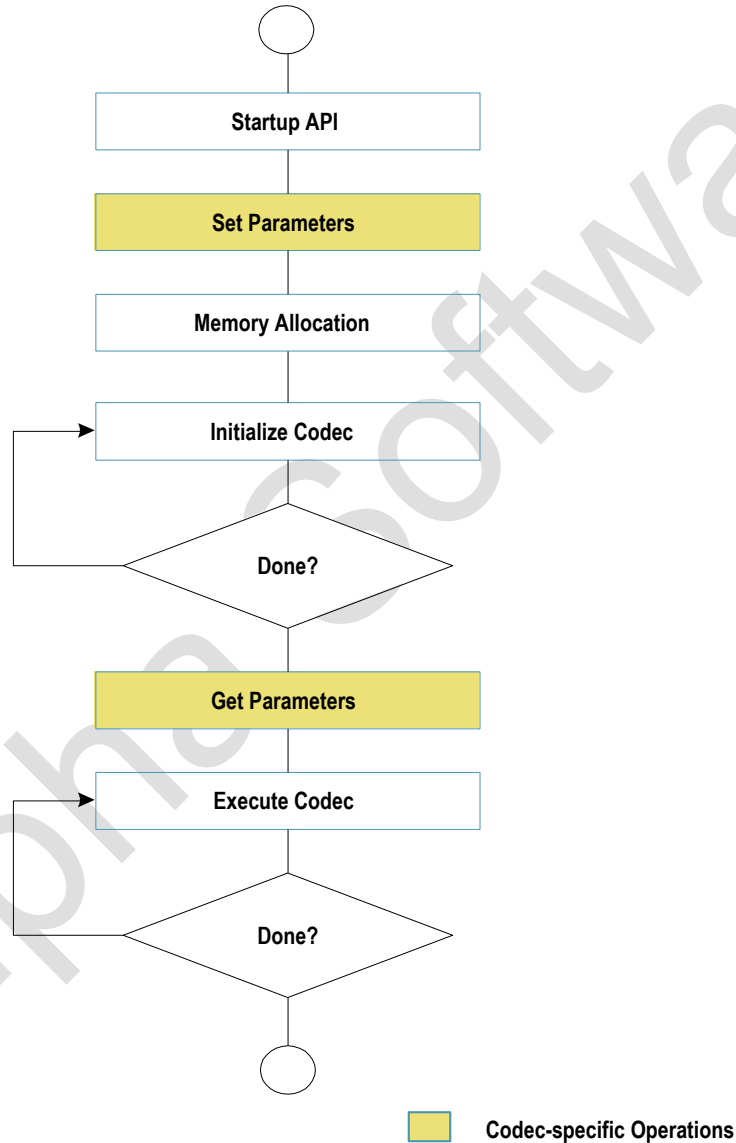 Startup API
Set Parameters
Memory Allocation
Initialize Codec
Done?
Get Parameters
Execute Codec
Done?
Codec-specific Operations